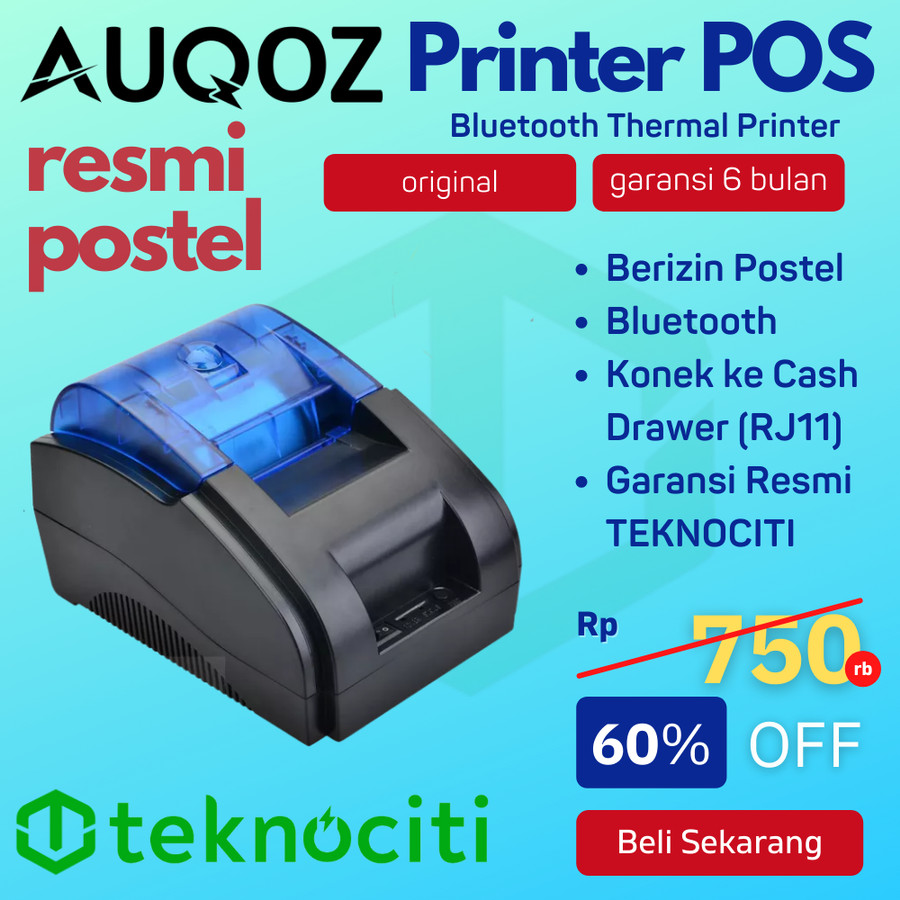 AUQOZ
Printer POS
Bluetooth Thermal Printer
resmi
postel
original
garansi 6 bulan
• Berizin Postel
• Bluetooth
• Konek ke Cash
Drawer (RJ11)
• Garansi Resmi
TEKNOCITI
Rp 750 rb
60% OFF
Beli Sekarang
teknociti